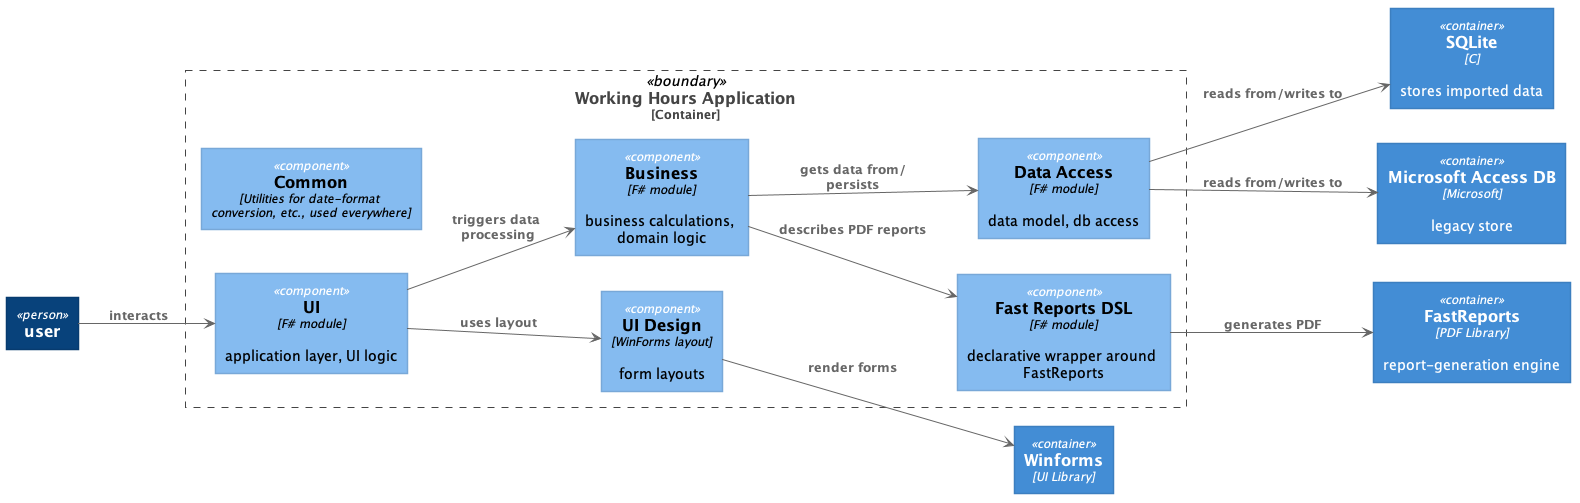 «boundary»
Working Hours Application
[Container]
«component»
Common
[Utilities for date-format
conversion, etc., used everywhere]
«component»
UI
[F# module]
application layer, UI logic
«component»
Business
[F# module]
business calculations,
domain logic
«component»
UI Design
[WinForms layout]
form layouts
«component»
Data Access
[F# module]
data model, db access
«component»
Fast Reports DSL
[F# module]
declarative wrapper around
FastReports
«person»
user
«container»
SQLite
[C]
stores imported data
«container»
Microsoft Access DB
[Microsoft]
legacy store
«container»
FastReports
[PDF Library]
report-generation engine
«container»
Winforms
[UI Library]
interacts
triggers data
processing
uses layout
gets data from/
persists
describes PDF reports
render forms
reads from/writes to
reads from/writes to
generates PDF